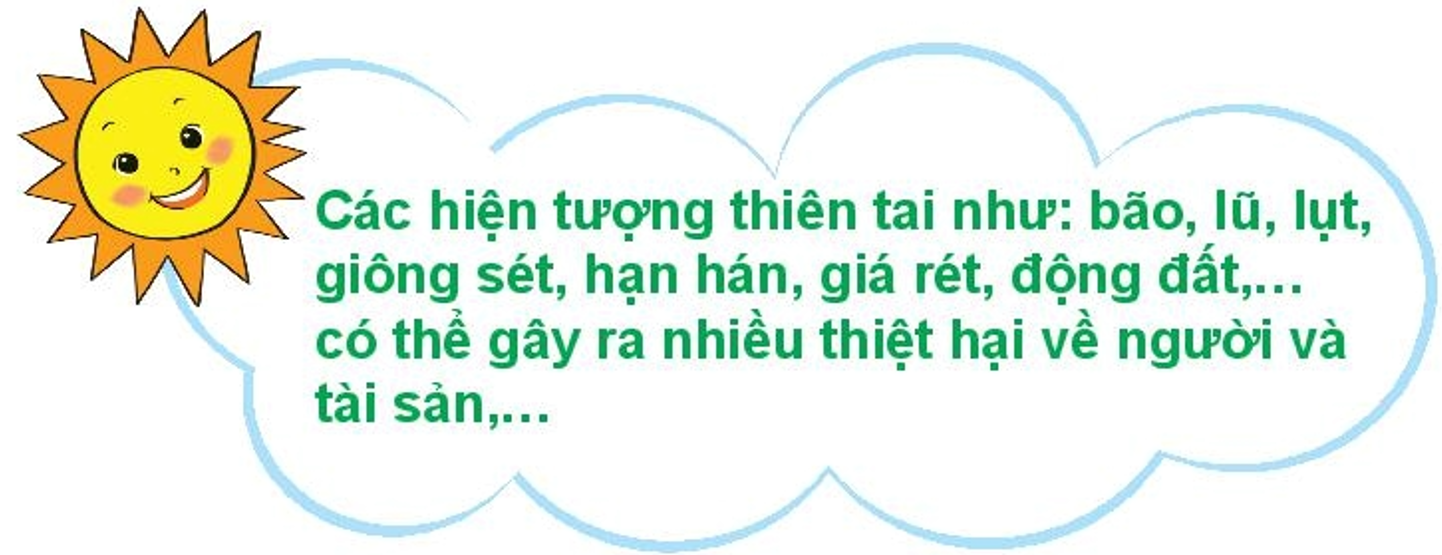 Các hiện tượng thiên tai như: bão, lũ, lụt,
giông sét, hạn hán, giá rét, động đất,...
có thể gây ra nhiều thiệt hại về người và
tài sản,...